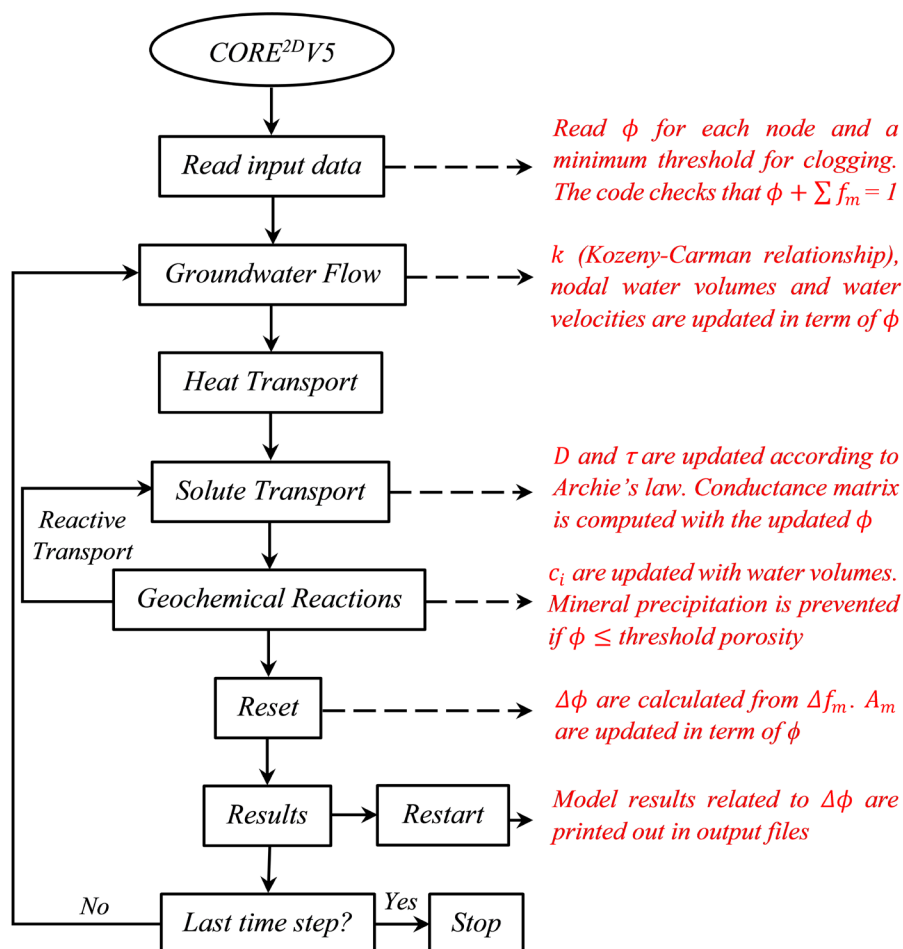 CORE²ᴰV5
Read input data
Read ϕ for each node and a
minimum threshold for clogging.
The code checks that ϕ + ∑ fₘ = 1
Groundwater Flow
k (Kozeny-Carman relationship),
nodal water volumes and water
velocities are updated in term of ϕ
Heat Transport
Solute Transport
D and τ are updated according to
Archie's law. Conductance matrix
is computed with the updated ϕ
Reactive
Transport
Geochemical Reactions
cᵢ are updated with water volumes.
Mineral precipitation is prevented
if ϕ ≤ threshold porosity
Reset
Δϕ are calculated from Δfₘ. Aₘ
are updated in term of ϕ
Results
Restart
Model results related to Δϕ are
printed out in output files
No
Last time step?
Yes
Stop